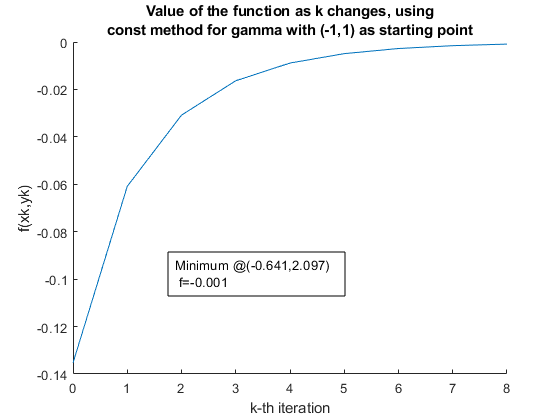 Value of the function as k changes, using
const method for gamma with (-1,1) as starting point
0
-0.02
-0.04
-0.06
-0.08
-0.1
-0.12
-0.14
f(xk,yk)
Minimum @(-0.641,2.097)
f=-0.001
0 1 2 3 4 5 6 7 8
k-th iteration